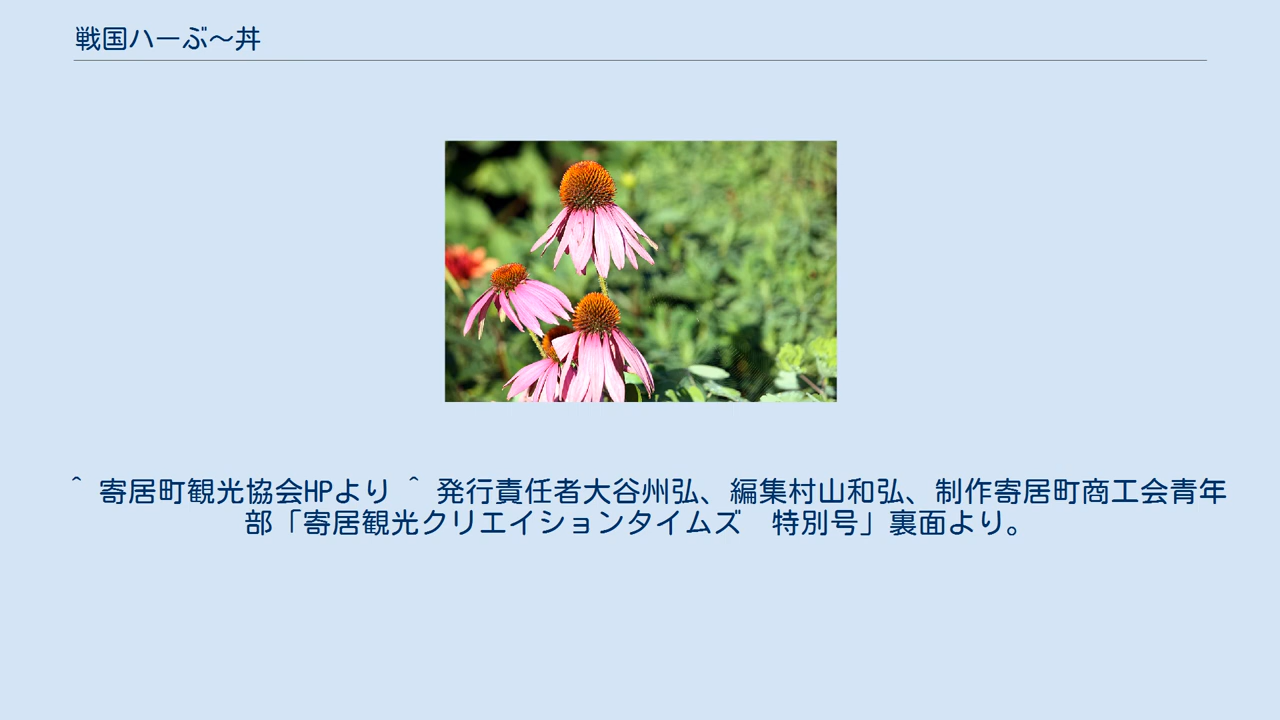 戦国ハーぶ〜丼
^ 寄居町観光協会HPより ^ 発行責任者大谷州弘、編集村山和弘、制作寄居町商工会青年
部「寄居観光クリエイションタイムズ　特別号」裏面より。